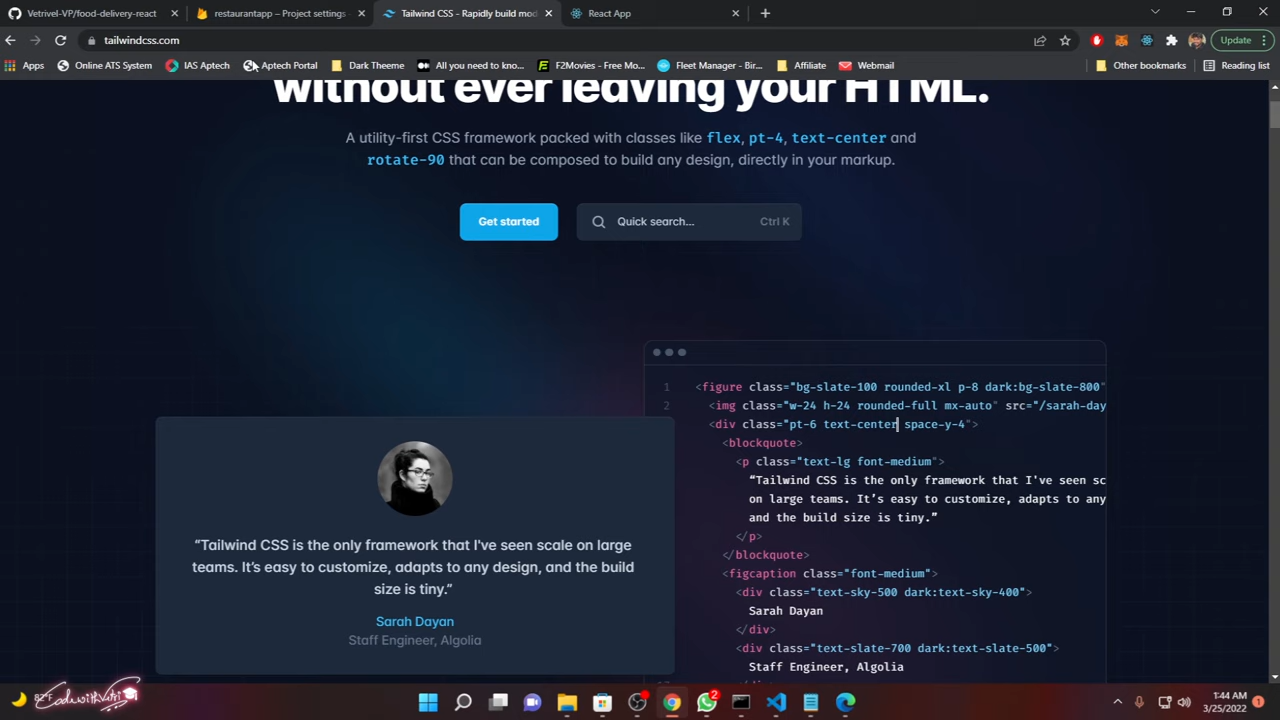 Vetrivel-VP/food-delivery-react
restaurantapp – Project settings -
Tailwind CSS - Rapidly build mod
React App
tailwindcss.com
Update
Apps
Online ATS System
IAS Aptech
Aptech Portal
Dark Theeme
All you need to kno...
F2Movies - Free Mo...
Fleet Manager - Bir...
Affiliate
Webmail
Other bookmarks
Reading list
without ever leaving your HTML.
A utility-first CSS framework packed with classes like flex, pt-4, text-center and
rotate-90 that can be composed to build any design, directly in your markup.
Get started
Quick search...
Ctrl K
1 <figure class="bg-slate-100 rounded-xl p-8 dark:bg-slate-800"
2 <img class="w-24 h-24 rounded-full mx-auto" src="/sarah-day
<div class="pt-6 text-center space-y-4">
<blockquote>
<p class="text-lg font-medium">
“Tailwind CSS is the only framework that I've seen sc
on large teams. It’s easy to customize, adapts to any
and the build size is tiny.”
</p>
</blockquote>
<figcaption class="font-medium">
<div class="text-sky-500 dark:text-sky-400">
Sarah Dayan
</div>
<div class="text-slate-700 dark:text-slate-500">
Staff Engineer, Algolia
“Tailwind CSS is the only framework that I've seen scale on large
teams. It’s easy to customize, adapts to any design, and the build
size is tiny.”
Sarah Dayan
Staff Engineer, Algolia
82°F
2
1:44 AM
3/25/2022
1